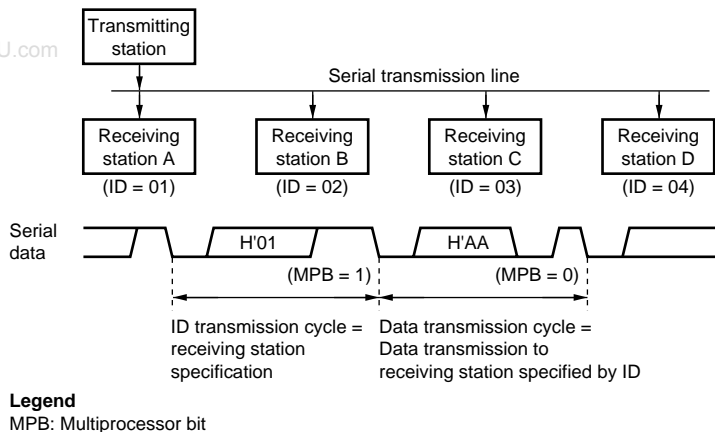 Transmitting
station
U.com
Serial transmission line
Receiving
station A
Receiving
station B
Receiving
station C
Receiving
station D
(ID = 01)
(ID = 02)
(ID = 03)
(ID = 04)
Serial
data
H'01
H'AA
(MPB = 1)
(MPB = 0)
ID transmission cycle =
receiving station
specification
Data transmission cycle =
Data transmission to
receiving station specified by ID
Legend
MPB: Multiprocessor bit